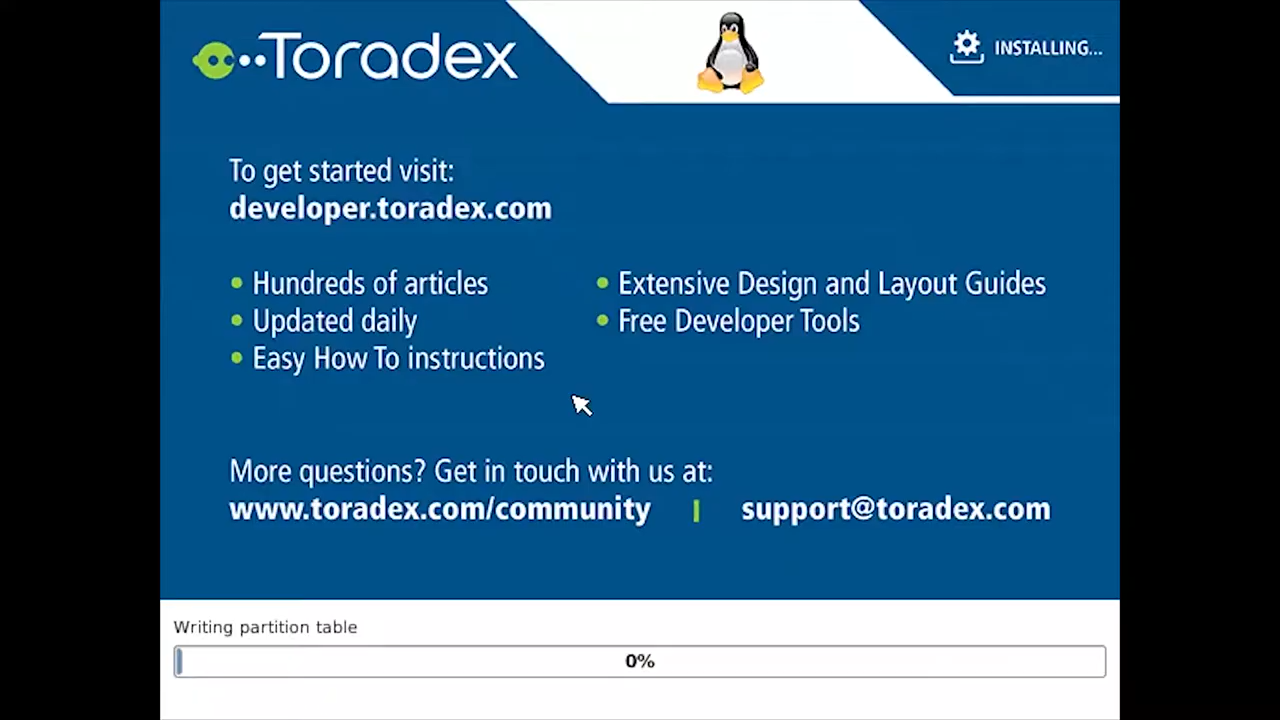 Toradex
INSTALLING...
To get started visit:
developer.toradex.com
• Hundreds of articles
• Updated daily
• Easy How To instructions
• Extensive Design and Layout Guides
• Free Developer Tools
More questions? Get in touch with us at:
www.toradex.com/community | support@toradex.com
Writing partition table
0%